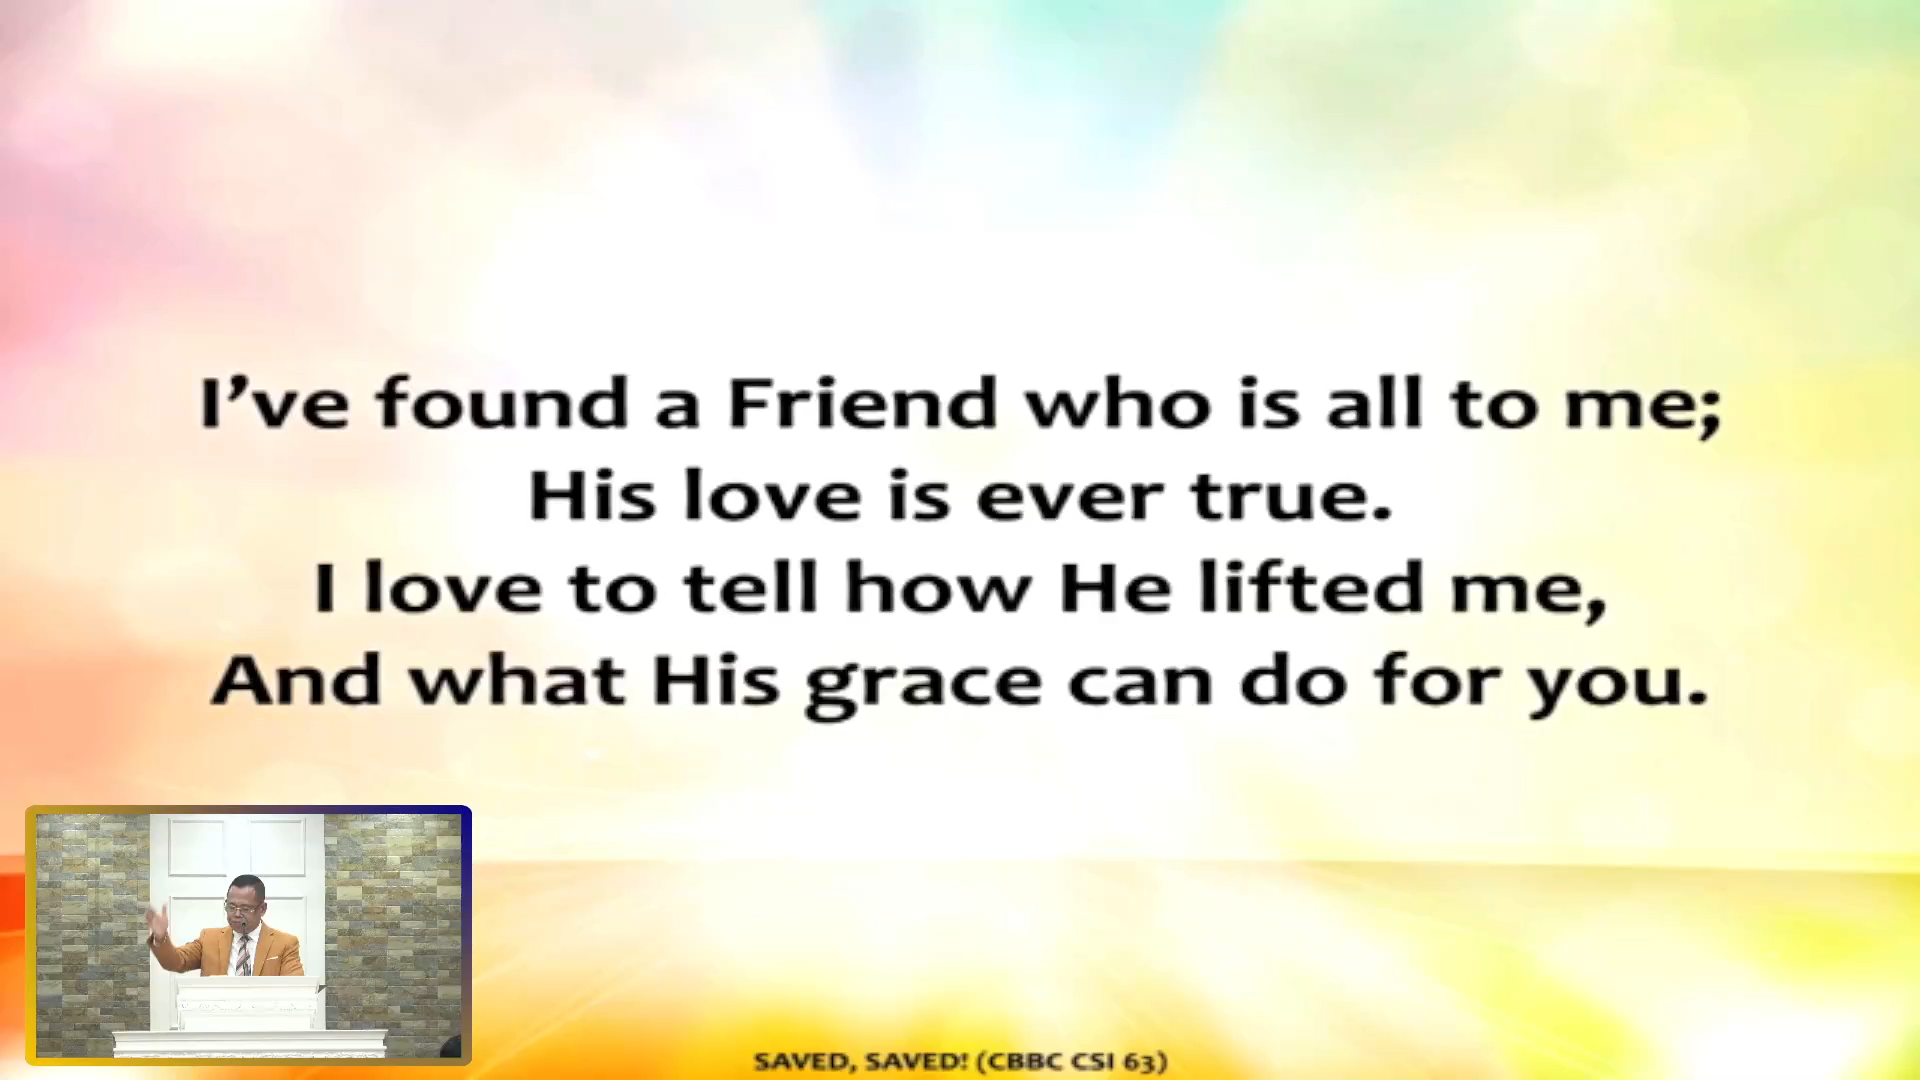 I’ve found a Friend who is all to me;
His love is ever true.
I love to tell how He lifted me,
And what His grace can do for you.
SAVED, SAVED! (CBBC CSI 63)